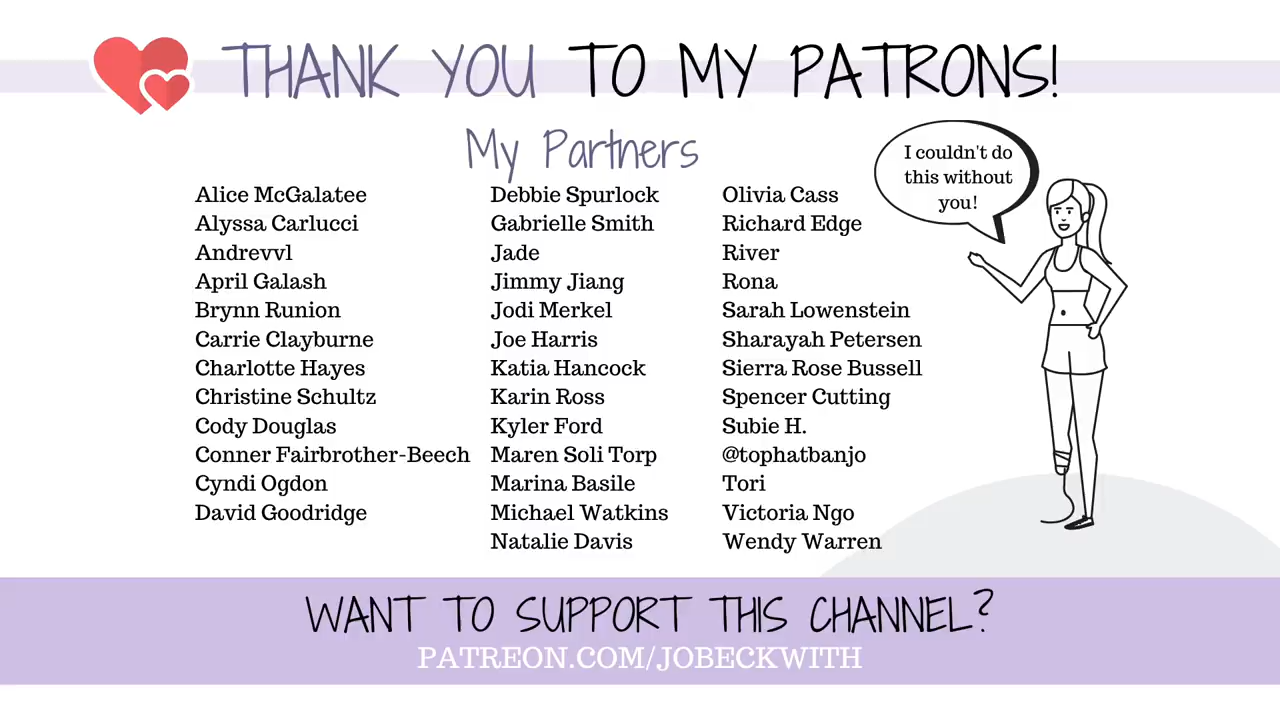 THANK YOU TO MY PATRONS!
My Partners
Alice McGalatee
Alyssa Carlucci
Andrevvl
April Galash
Brynn Runion
Carrie Clayburne
Charlotte Hayes
Christine Schultz
Cody Douglas
Conner Fairbrother-Beech
Cyndi Ogdon
David Goodridge
Debbie Spurlock
Gabrielle Smith
Jade
Jimmy Jiang
Jodi Merkel
Joe Harris
Katia Hancock
Karin Ross
Kyler Ford
Maren Soli Torp
Marina Basile
Michael Watkins
Natalie Davis
Olivia Cass
Richard Edge
River
Rona
Sarah Lowenstein
Sharayah Petersen
Sierra Rose Bussell
Spencer Cutting
Subie H.
@tophatbanjo
Tori
Victoria Ngo
Wendy Warren
I couldn't do
this without
you!
WANT TO SUPPORT THIS CHANNEL?
PATREON.COM/JOBECKWITH